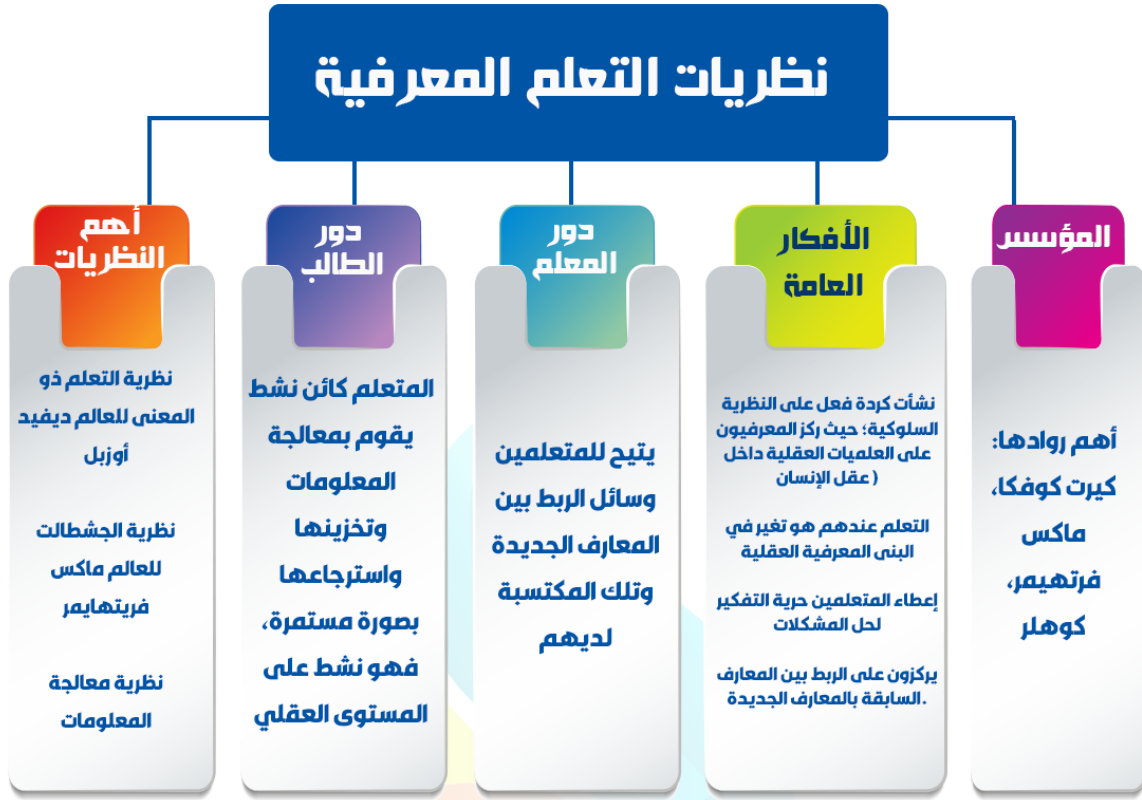 نظريات التعلم المعرفية
المؤسسر
أهم روادها:
كيرت كوفكا،
ماكس
فرتهيمر،
كوهلر
الأفكار
العامة
نشأت كردة فعل على النظرية
السلوكية؛ حيث ركز المعرفيون
على العلميات العقلية داخل
( عقل الإنسان
التعلم عندهم هو تغير في
البنى المعرفية العقلية
إعطاء المتعلمين حرية التفكير
لحل المشكلات
يركزون على الربط بين المعارف
.السابقة بالمعارف الجديدة
دور
المعلم
يتيح للمتعلمين
وسائل الربط بين
المعارف الجديدة
وتلك المكتسبة
لديهم
دور
الطالب
المتعلم كائن نشط
يقوم بمعالجة
المعلومات
وتخزينها
واسترجاعها
بصورة مستمرة،
فهو نشط على
المستوى العقلي
أهم
النظريات
نظرية التعلم ذو
المعنى للعالم ديفيد
أوزبل
نظرية الجشطالت
للعالم ماكس
فريتهايمر
نظرية معالجة
المعلومات